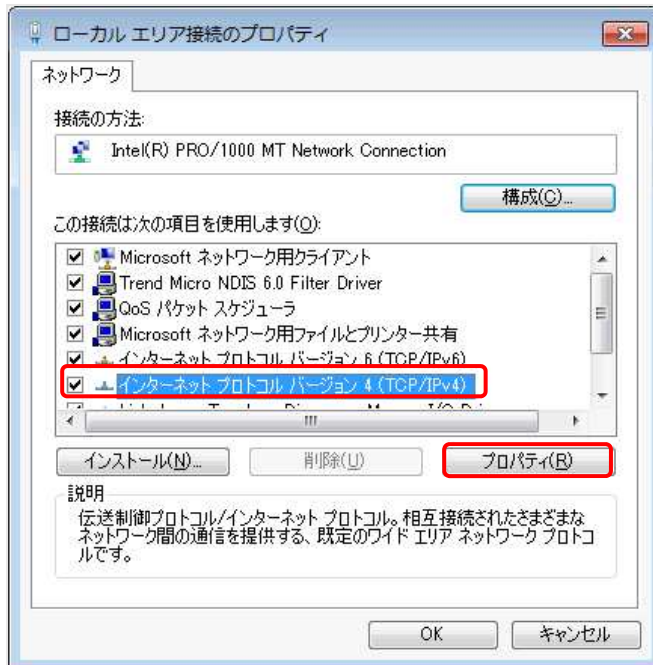 ローカル エリア接続のプロパティ
ネットワーク
接続の方法:
Intel(R) PRO/1000 MT Network Connection
構成(C)...
この接続は次の項目を使用します(O):
Microsoft ネットワーク用クライアント
Trend Micro NDIS 6.0 Filter Driver
QoS パケット スケジューラ
Microsoft ネットワーク用ファイルとプリンター共有
インターネット プロトコル バージョン 6 (TCP/IPv6)
インターネット プロトコル バージョン 4 (TCP/IPv4)
インストール(N)...
削除(U)
プロパティ(R)
説明
伝送制御プロトコル/インターネット プロトコル。相互接続されたさまざまな
ネットワーク間の通信を提供する、既定のワイド エリア ネットワーク プロトコ
ルです。
OK
キャンセル